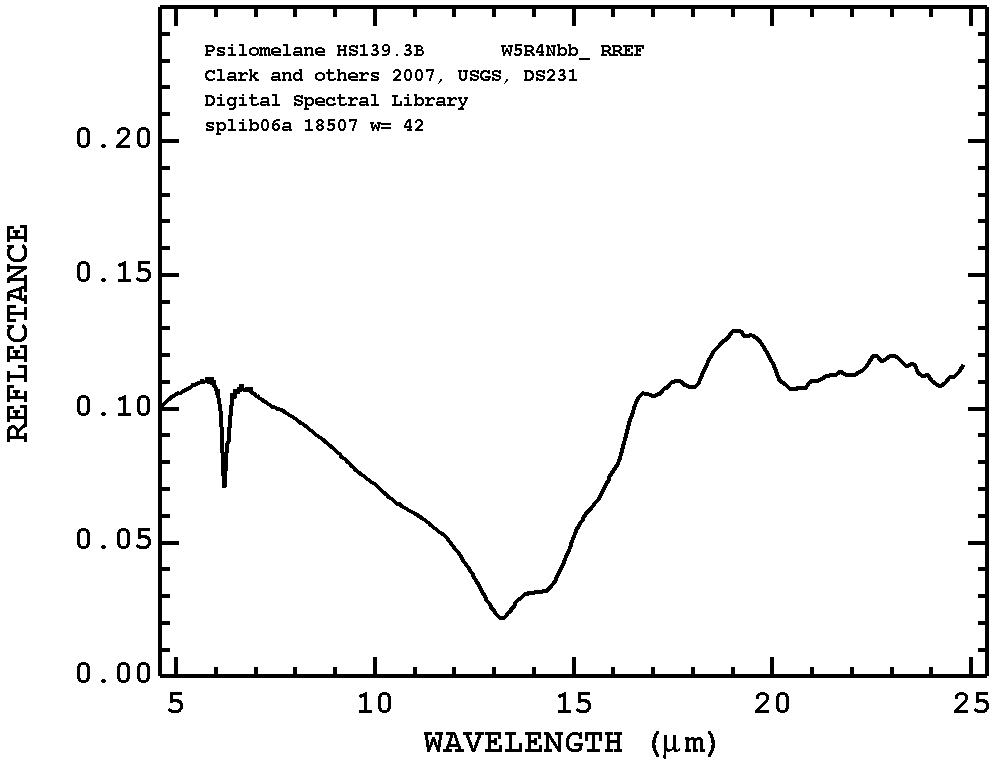 Psilomelane HS139.3B W5R4Nbb_ RREF
Clark and others 2007, USGS, DS231
Digital Spectral Library
splib06a 18507 w= 42
REFLECTANCE
0.20
0.15
0.10
0.05
0.00
5 10 15 20 25
WAVELENGTH (μm)